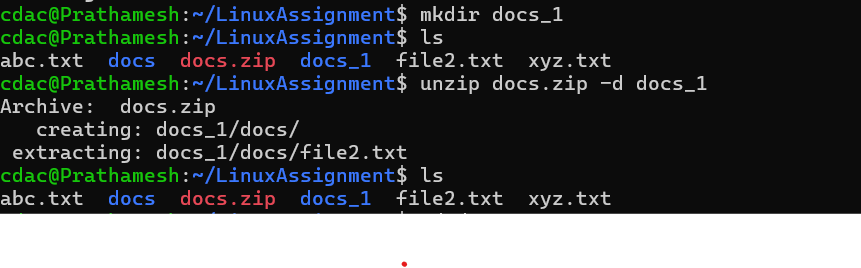 cdac@Prathamesh:~/LinuxAssignment$ mkdir docs_1
cdac@Prathamesh:~/LinuxAssignment$ ls
abc.txt  docs  docs.zip  docs_1  file2.txt  xyz.txt
cdac@Prathamesh:~/LinuxAssignment$ unzip docs.zip -d docs_1
Archive:  docs.zip
   creating: docs_1/docs/
 extracting: docs_1/docs/file2.txt
cdac@Prathamesh:~/LinuxAssignment$ ls
abc.txt  docs  docs.zip  docs_1  file2.txt  xyz.txt